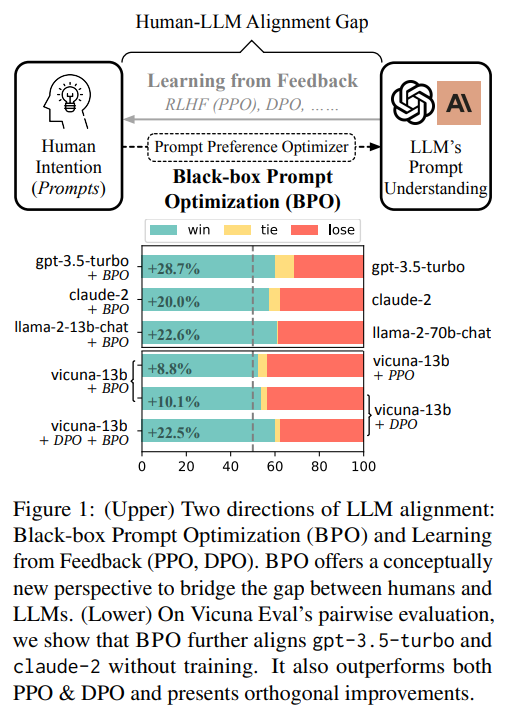 Human-LLM Alignment Gap
Learning from Feedback
RLHF (PPO), DPO, ……
Human
Intention
(Prompts)
Prompt Preference Optimizer
LLM's
Prompt
Understanding
Black-box Prompt
Optimization (BPO)
win tie lose
gpt-3.5-turbo
+ BPO
+28.7%
gpt-3.5-turbo
claude-2
+ BPO
+20.0%
claude-2
llama-2-13b-chat
+ BPO
+22.6%
llama-2-70b-chat
vicuna-13b
+ BPO
+8.8%
vicuna-13b
+ PPO
+10.1%
vicuna-13b
+ DPO
vicuna-13b
+ DPO + BPO
+22.5%
0 20 40 60 80 100
Figure 1: (Upper) Two directions of LLM alignment:
Black-box Prompt Optimization (BPO) and Learning
from Feedback (PPO, DPO). BPO offers a conceptually
new perspective to bridge the gap between humans and
LLMs. (Lower) On Vicuna Eval's pairwise evaluation,
we show that BPO further aligns gpt-3.5-turbo and
claude-2 without training. It also outperforms both
PPO & DPO and presents orthogonal improvements.